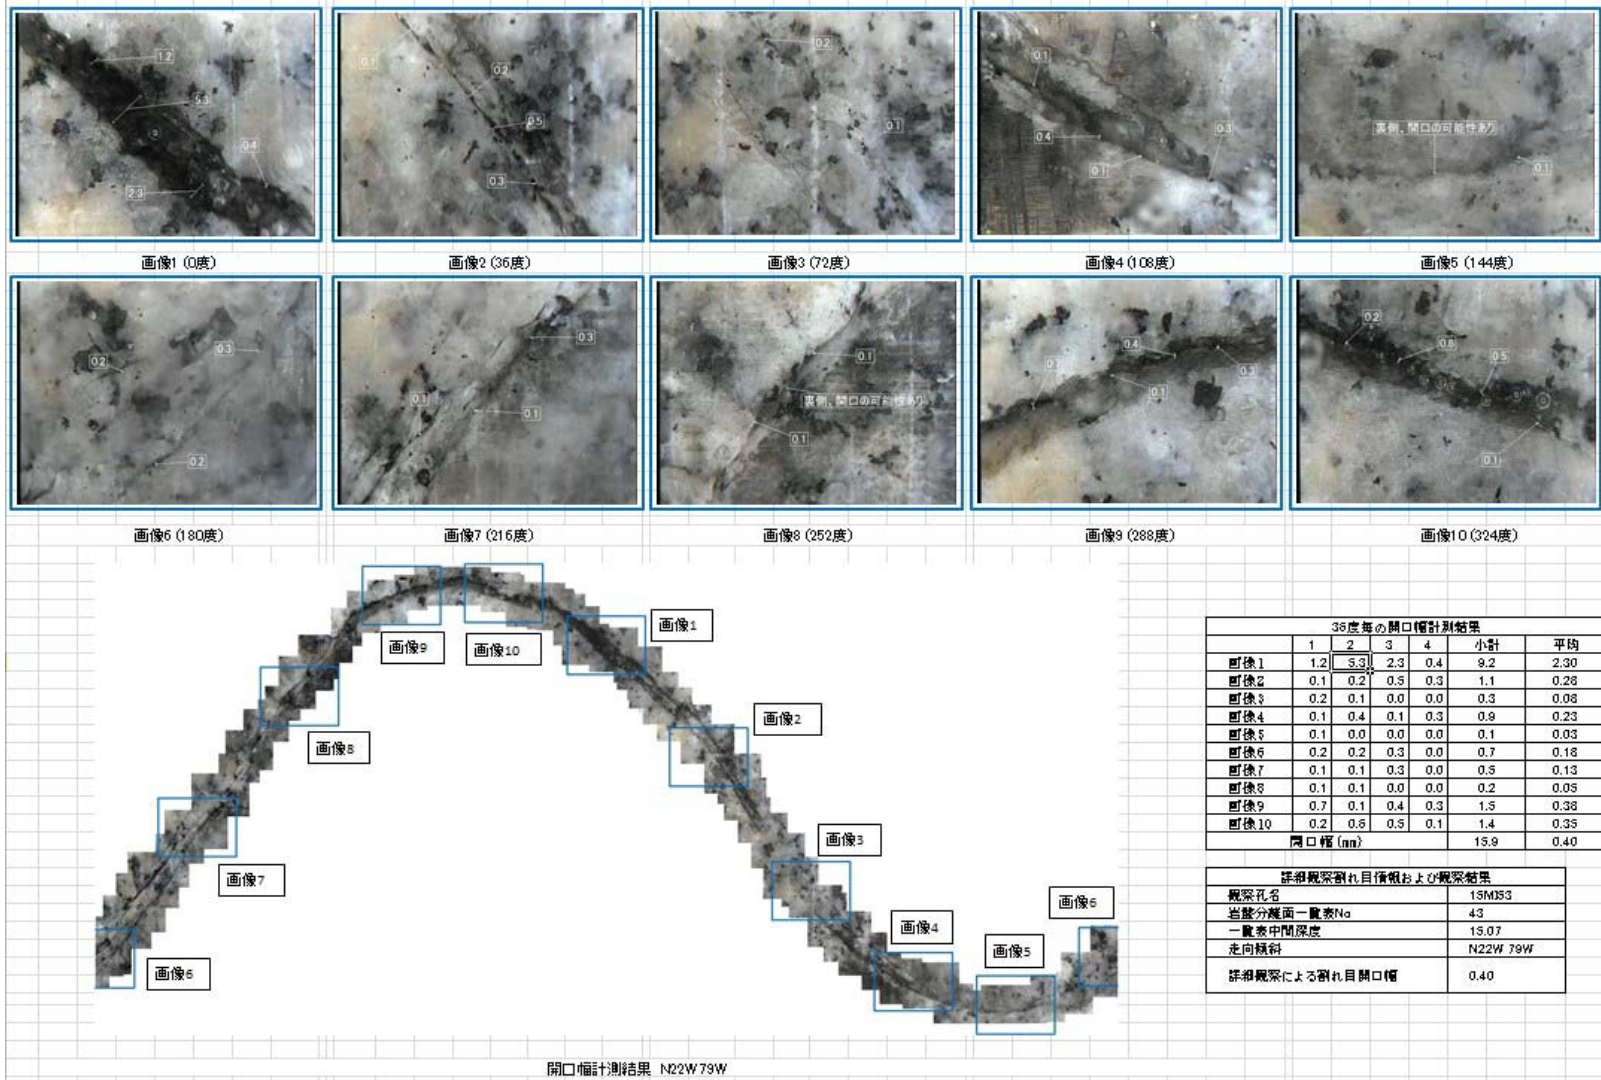 1.2
5.3
0.4
2.9
0.1
0.2
0.5
0.3
0.2
0.1
0.1
0.4
0.3
0.1
裏側、開口の可能性あり
0.1
画像1 (0度)
画像2 (36度)
画像3 (72度)
画像4 (108度)
画像5 (144度)
0.2
0.3
0.2
0.3
0.1
0.1
0.1
裏側、開口の可能性あり
0.1
0.4
0.3
0.1
0.2
0.6
0.5
0.1
画像6 (180度)
画像7 (216度)
画像8 (252度)
画像9 (288度)
画像10 (324度)
画像9
画像10
画像1
画像2
画像8
画像3
画像7
画像4
画像6
画像5
画像6
36度毎の開口幅計測結果
1 2 3 4 小計 平均
画像1 1.2 5.3 2.3 0.4 9.2 2.30
画像2 0.1 0.2 0.5 0.3 1.1 0.28
画像3 0.2 0.1 0.0 0.0 0.3 0.08
画像4 0.1 0.4 0.1 0.3 0.9 0.23
画像5 0.1 0.0 0.0 0.0 0.1 0.03
画像6 0.2 0.2 0.3 0.0 0.7 0.18
画像7 0.1 0.1 0.3 0.0 0.5 0.13
画像8 0.1 0.1 0.0 0.0 0.2 0.05
画像9 0.7 0.1 0.4 0.3 1.5 0.38
画像10 0.2 0.6 0.5 0.1 1.4 0.35
開口幅(mm) 15.9 0.40
詳細観察割れ目情報および観察結果
観察孔名
岩盤分離面一覧表No 43
一覧表中間深度 15.07
走向傾斜 N22W 79W
詳細観察による割れ目開口幅 0.40
開口幅計測結果 N22W79W